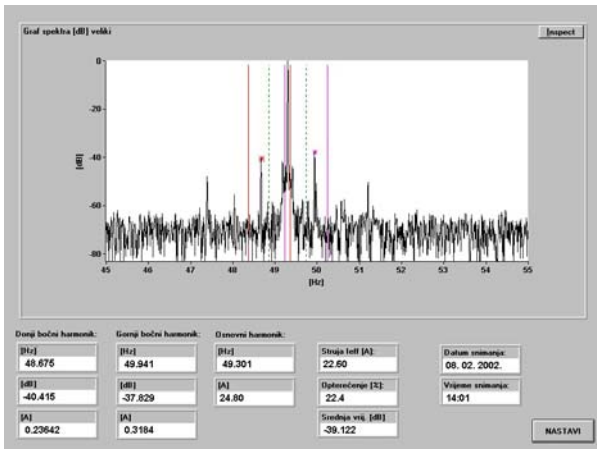 Graf spektra [dB] veliki
Inspect
0-
-20-
-40-
-60-
-80-
[dB]
45 46 47 48 49 50 51 52 53 54 55
[Hz]
Donji bočni harmonik: Gornji bočni harmonik: Osnovni harmonik:
[Hz] [Hz] [Hz] Struja Ieff [A]: Datum snimanja:
48.675 49.941 49.301 22.50 08. 02. 2002.
[dB] [dB] [A] Opterećenje [%]: Vrijeme snimanja:
-40.415 -37.829 24.80 22.4 14:01
[A] [A] Srednja vrij. [dB]
0.23642 0.3184 -39.122
NASTAVI